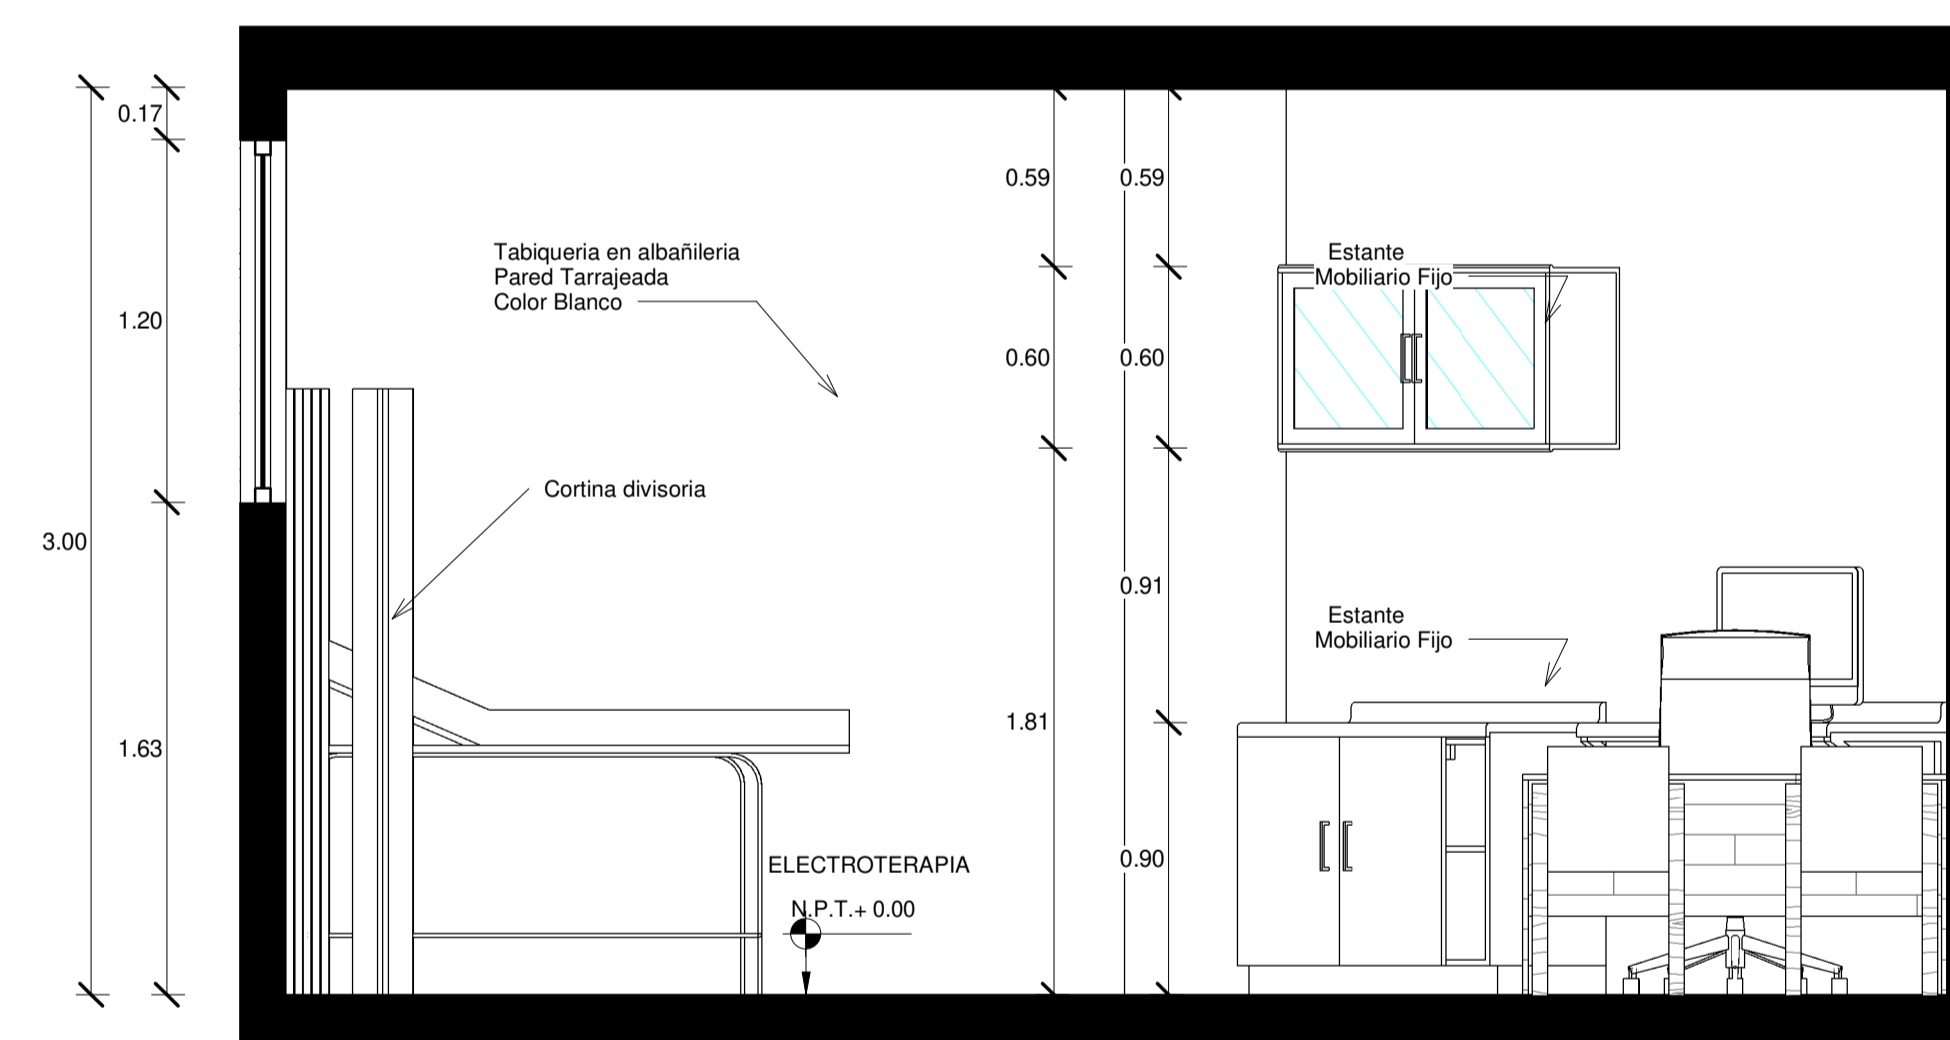 0.17
0.59
0.59
Tabiqueria en albañileria
Pared Tarrajeada
Color Blanco
Estante
Mobiliario Fijo
1.20
0.60
0.60
Cortina divisoria
3.00
0.91
Estante
Mobiliario Fijo
1.81
1.63
0.90
ELECTROTERAPIA
N.P.T.+ 0.00